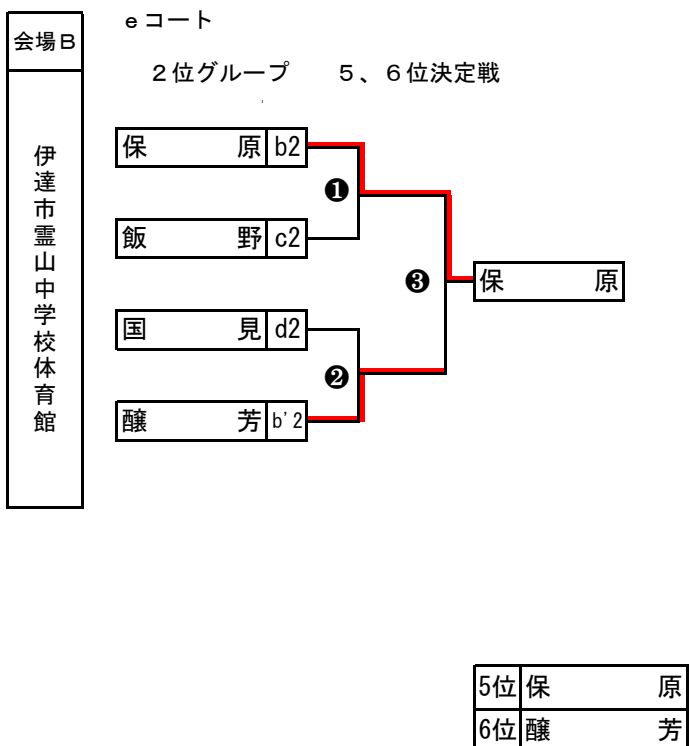 会場Ｂ
伊達市霊山中学校体育館
ｅコート
２位グループ　　５、６位決定戦
保　原 b2
❶
飯　野 c2
❸
保　原
国　見 d2
❷
醸　芳 b'2
5位 保　原
6位 醸　芳